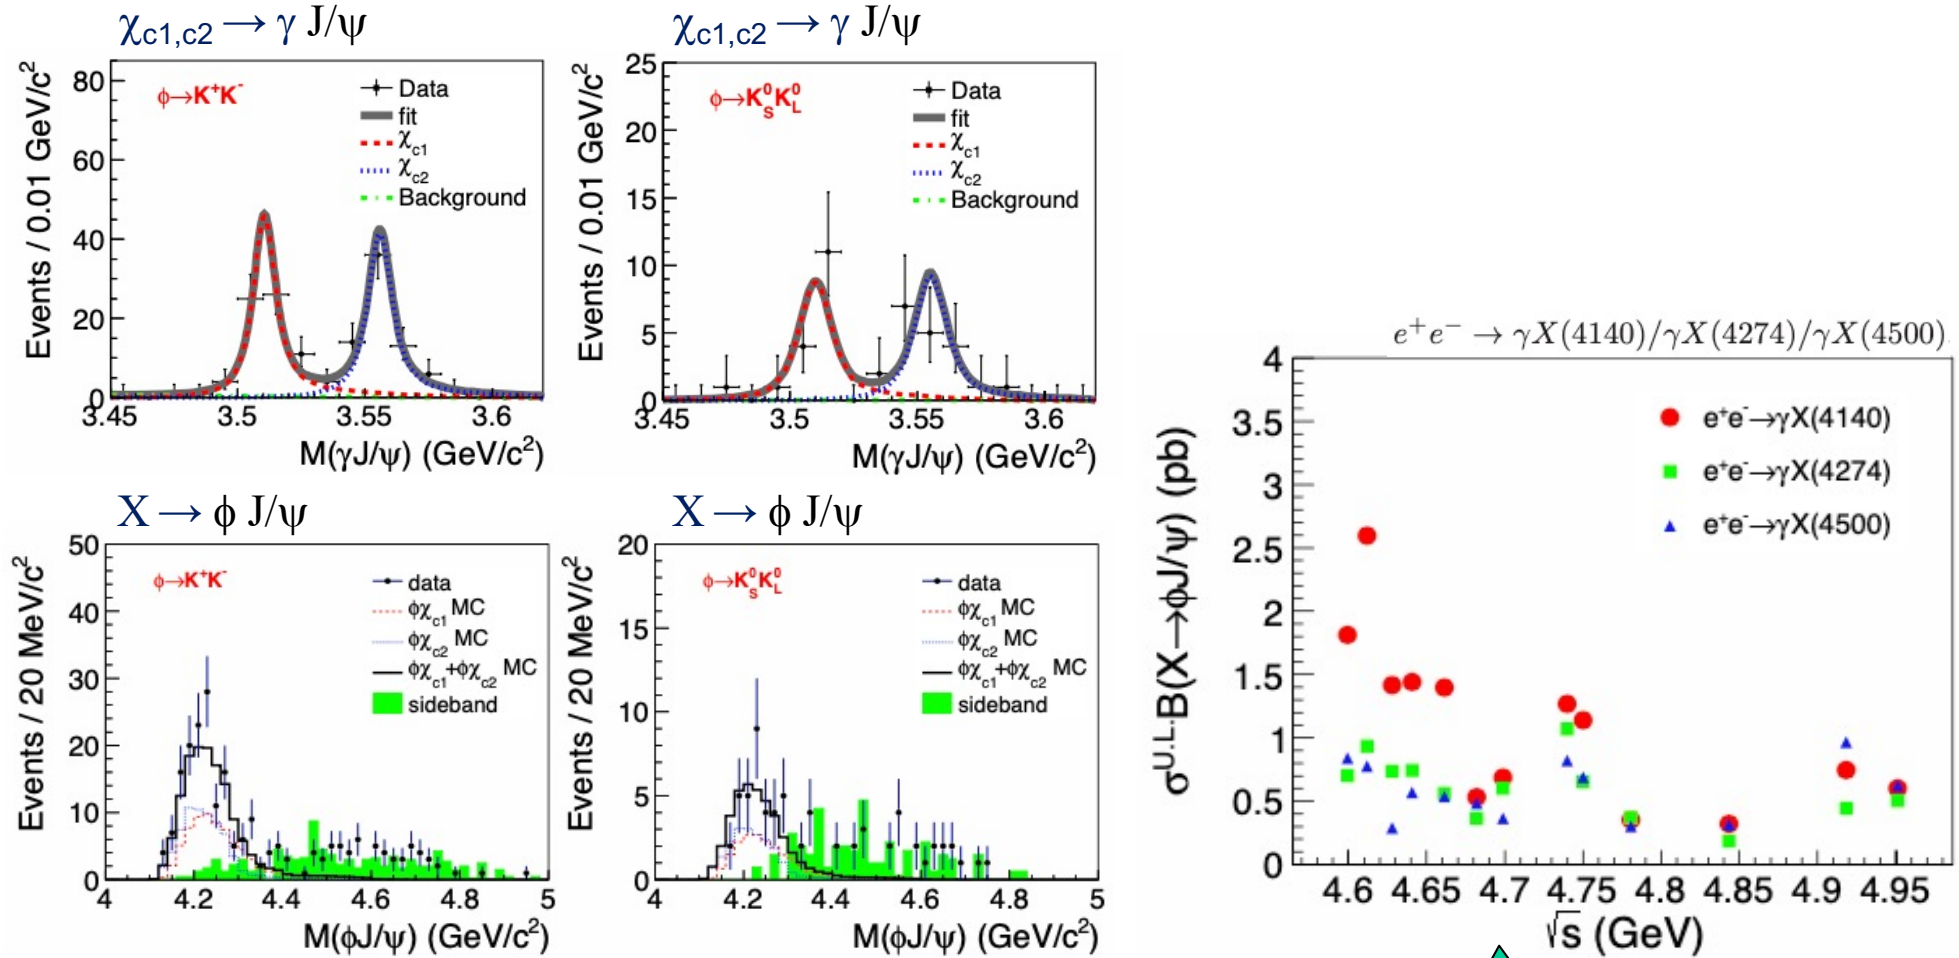 χc1,c2 → γ J/ψ
Events / 0.01 GeV/c²
80
60
40
20
0
ϕ→K⁺K⁻
Data
fit
χc1
χc2
Background
3.45 3.5 3.55 3.6
M(γJ/ψ) (GeV/c²)
χc1,c2 → γ J/ψ
Events / 0.01 GeV/c²
25
20
15
10
5
0
ϕ→K⁰SK⁰L
Data
fit
χc1
χc2
Background
3.45 3.5 3.55 3.6
M(γJ/ψ) (GeV/c²)
X → ϕ J/ψ
Events / 20 MeV/c²
50
40
30
20
10
0
ϕ→K⁺K⁻
data
ϕχc1 MC
ϕχc2 MC
ϕχc1+ϕχc2 MC
sideband
4 4.2 4.4 4.6 4.8 5
M(ϕJ/ψ) (GeV/c²)
X → ϕ J/ψ
Events / 20 MeV/c²
20
15
10
5
0
ϕ→K⁰SK⁰L
data
ϕχc1 MC
ϕχc2 MC
ϕχc1+ϕχc2 MC
sideband
4 4.2 4.4 4.6 4.8 5
M(ϕJ/ψ) (GeV/c²)
e⁺e⁻ → γX(4140)/γX(4274)/γX(4500)
σU.L.B(X→ϕJ/ψ) (pb)
4
3.5
3
2.5
2
1.5
1
0.5
0
e⁺e⁻→γX(4140)
e⁺e⁻→γX(4274)
e⁺e⁻→γX(4500)
4.6 4.65 4.7 4.75 4.8 4.85 4.9 4.95
√s (GeV)